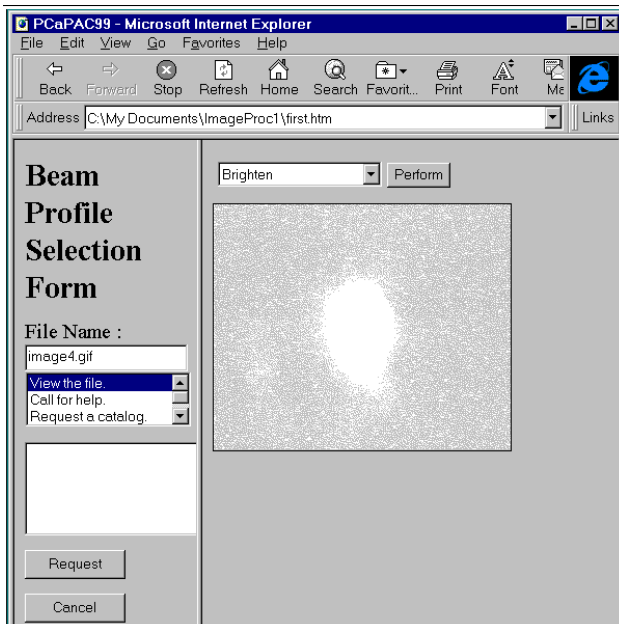 PCaPAC99 - Microsoft Internet Explorer
File Edit View Go Favorites Help
Back Forward Stop Refresh Home Search Favorit... Print Font Ma
Address C:\My Documents\ImageProc1\first.htm Links
Beam
Profile
Selection
Form
File Name :
image4.gif
View the file.
Call for help.
Request a catalog.
Request
Cancel
Brighten Perform